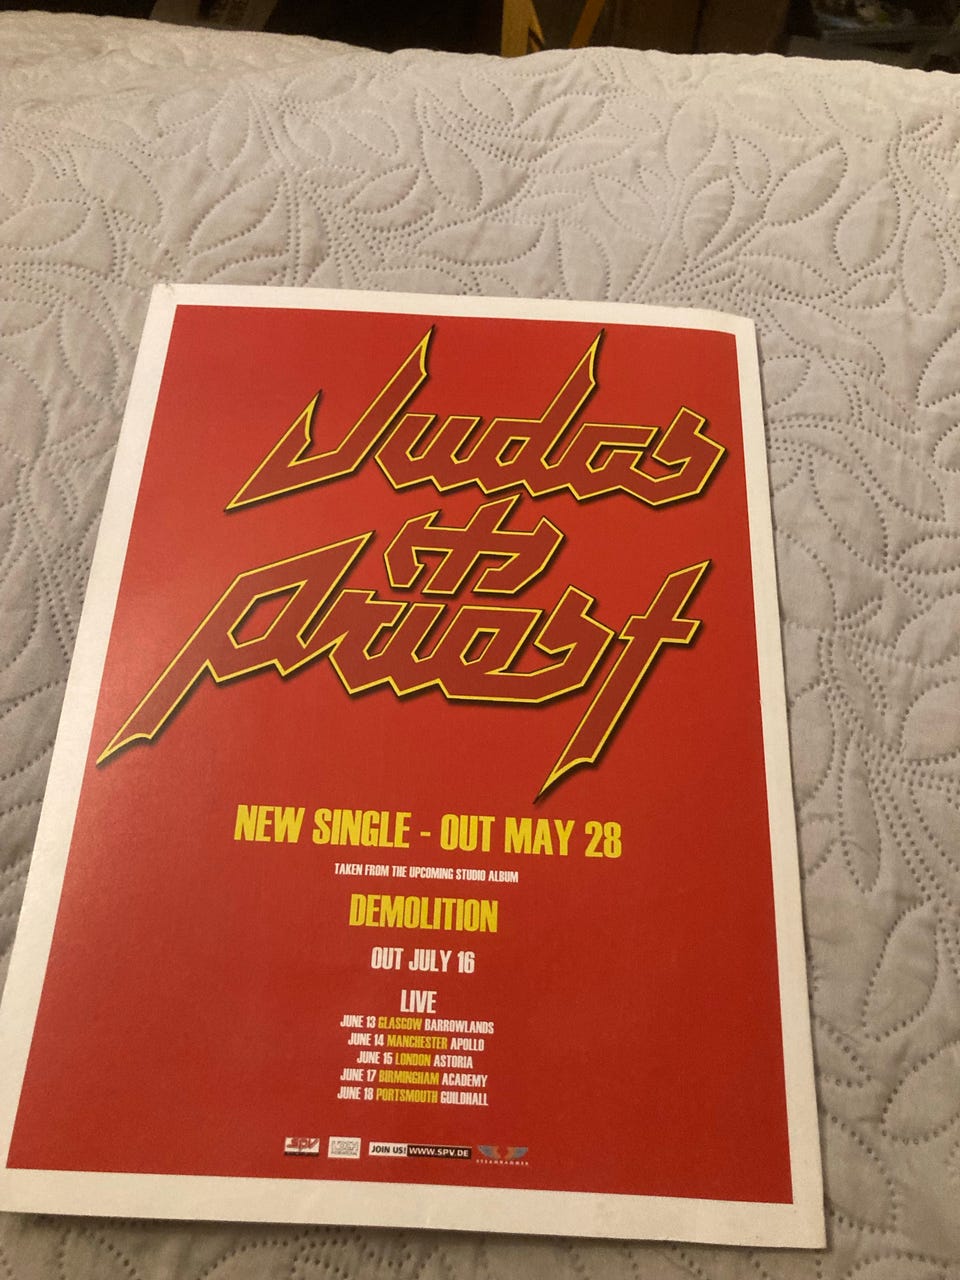 Judas
Priest
NEW SINGLE - OUT MAY 28
TAKEN FROM THE UPCOMING STUDIO ALBUM
DEMOLITION
OUT JULY 16
LIVE
JUNE 13 GLASGOW BARROWLANDS
JUNE 14 MANCHESTER APOLLO
JUNE 15 LONDON ASTORIA
JUNE 17 BIRMINGHAM ACADEMY
JUNE 18 PORTSMOUTH GUILDHALL
SPV JOIN US! WWW.SPV.DE STEAMHAMMER